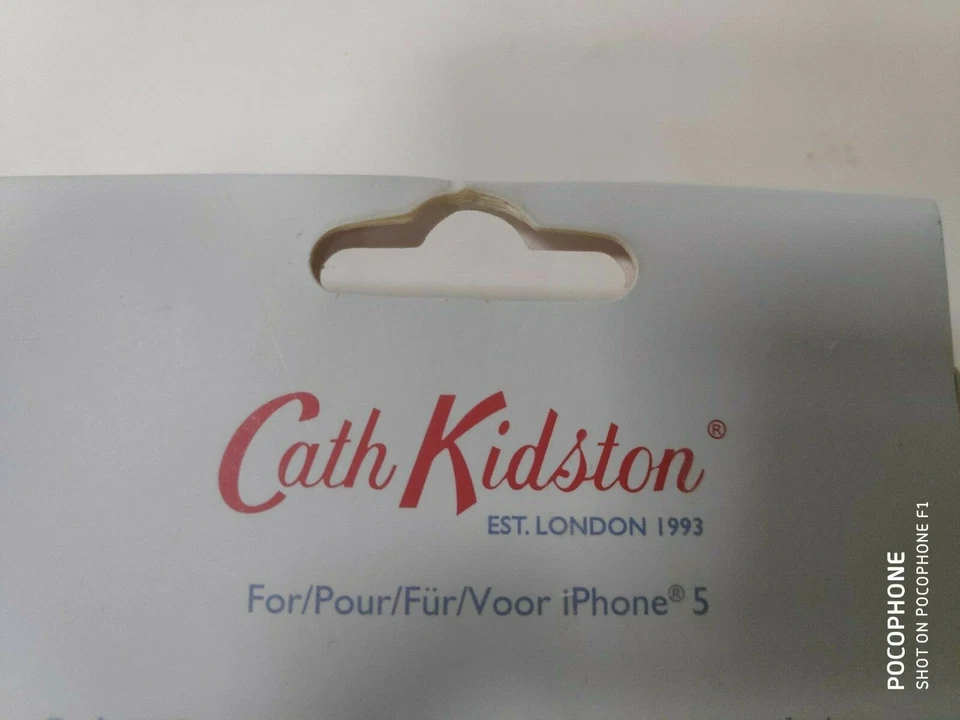 Cath Kidston®
EST. LONDON 1993
For/Pour/Für/Voor iPhone® 5
POCOPHONE
SHOT ON POCOPHONE F1